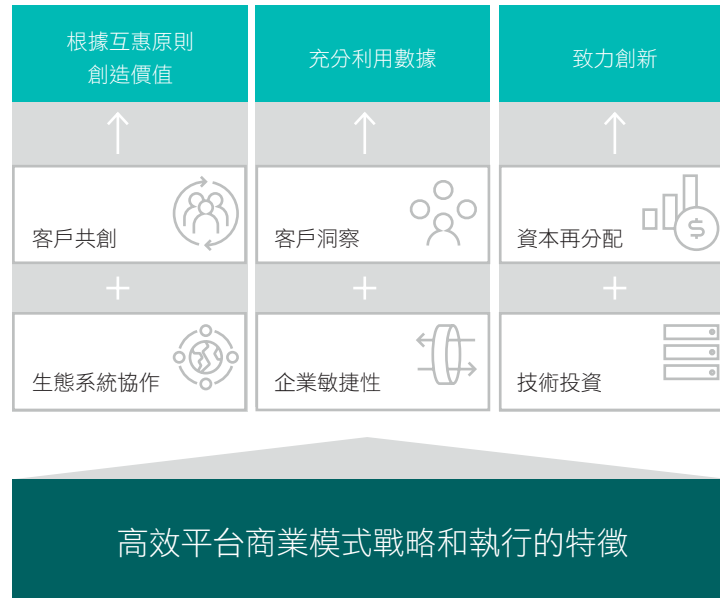 根據互惠原則
創造價值
充分利用數據
致力創新
客戶共創
客戶洞察
資本再分配
生態系統協作
企業敏捷性
技術投資
高效平台商業模式戰略和執行的特徵